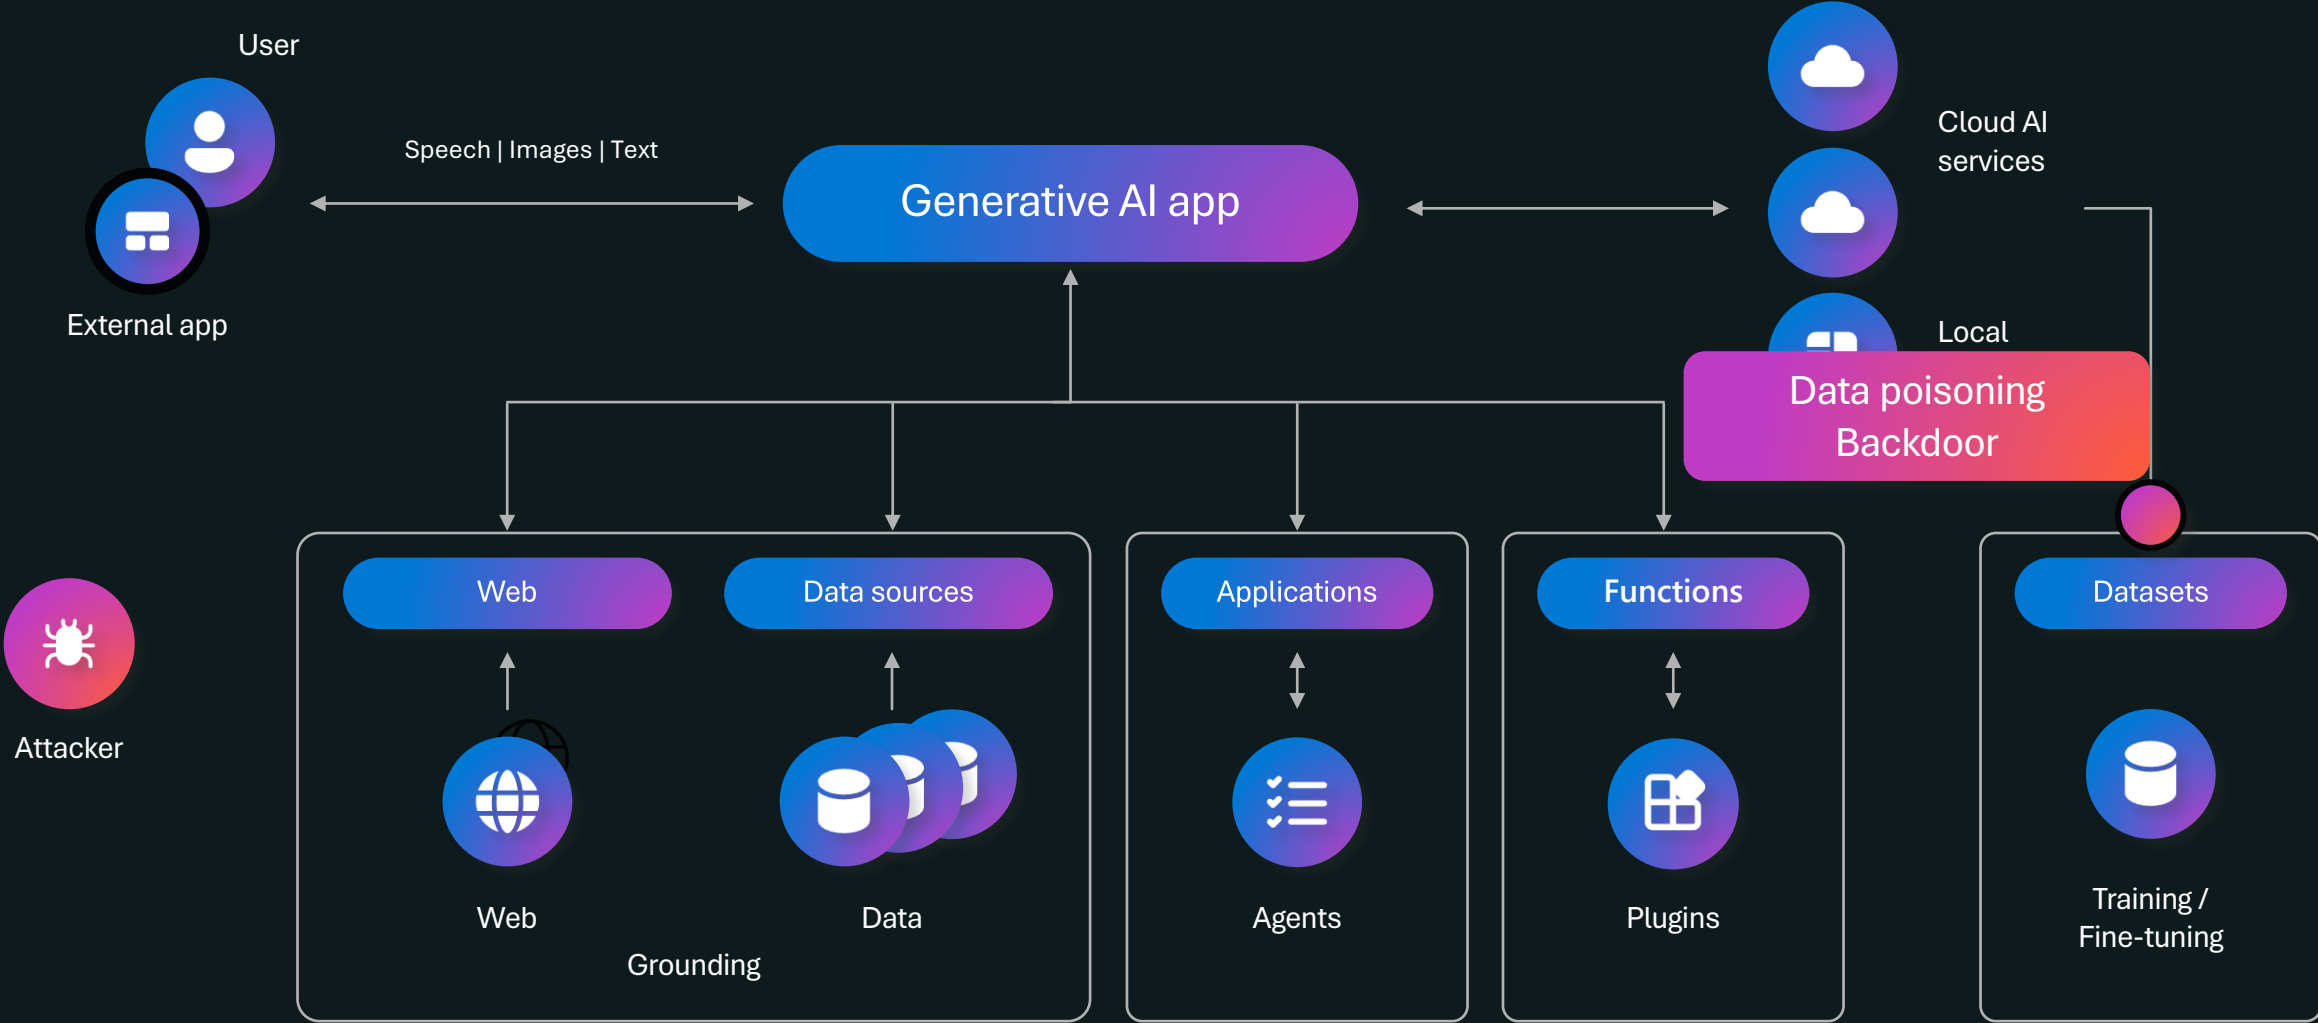 User
Speech | Images | Text
Generative AI app
Cloud AI
services
External app
Local
Data poisoning
Backdoor
Web
Data sources
Applications
Functions
Datasets
Attacker
Web
Data
Agents
Plugins
Training /
Fine-tuning
Grounding